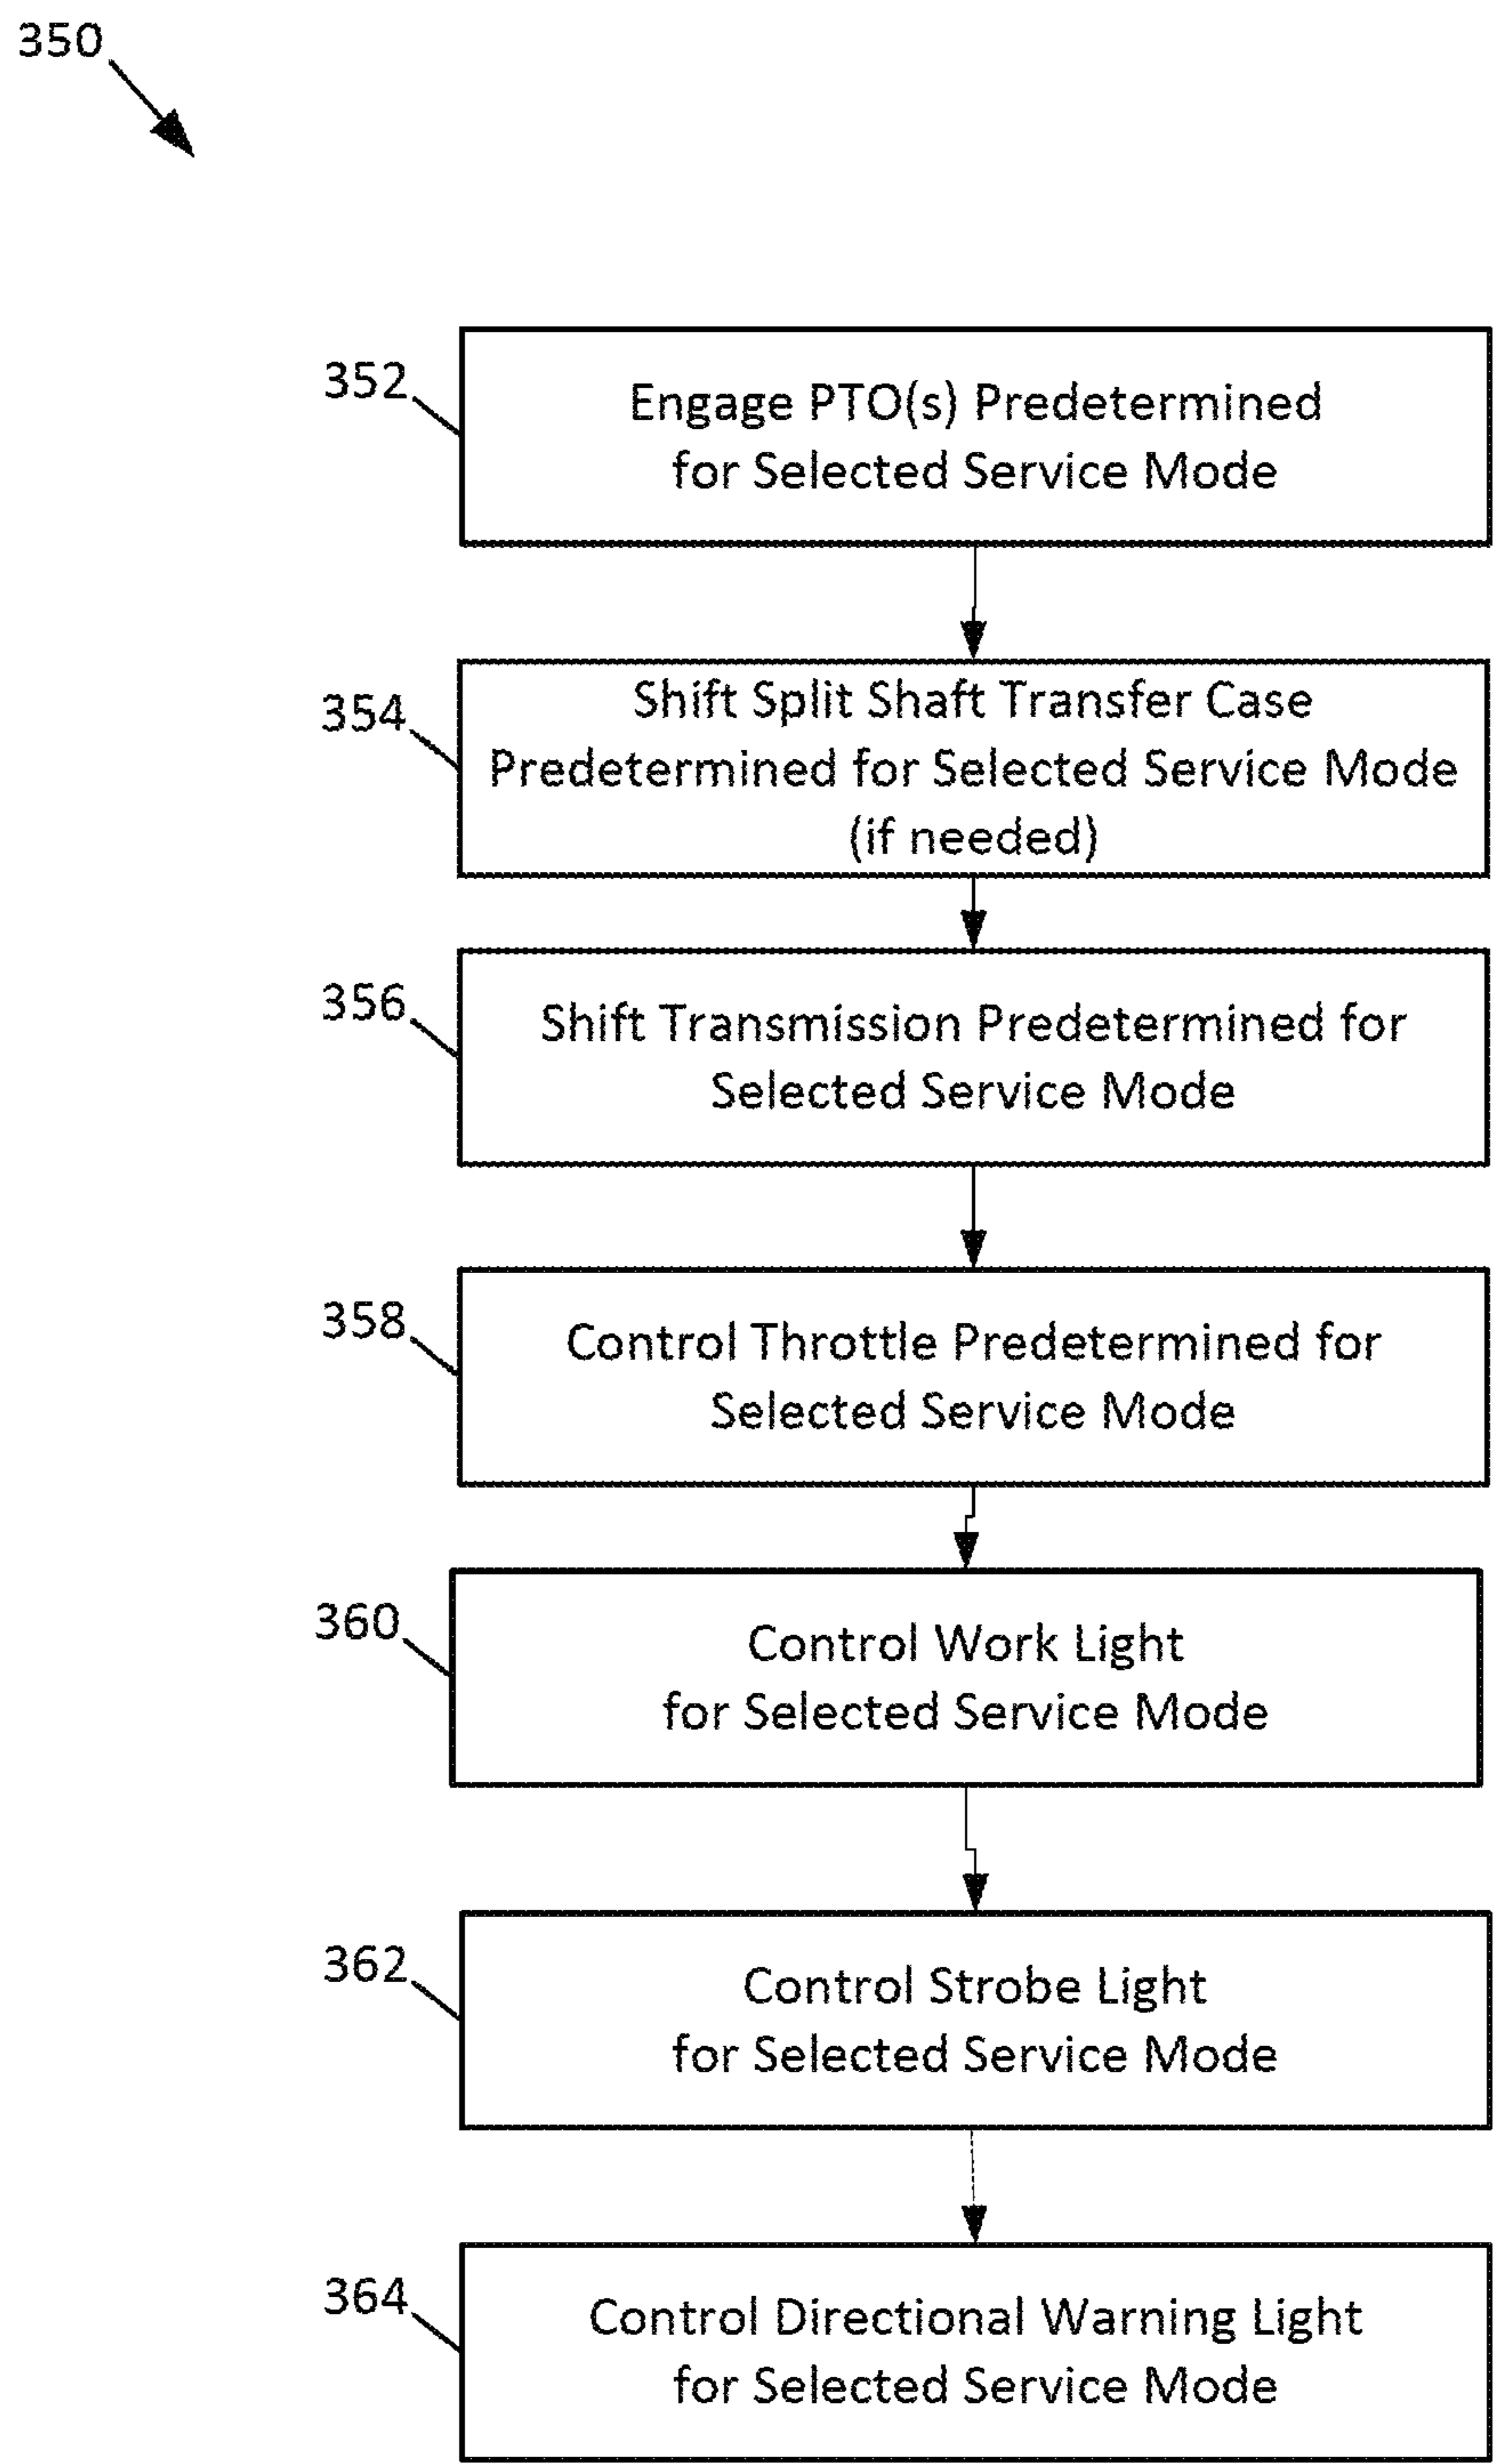 350
352
Engage PTO(s) Predetermined
for Selected Service Mode
354
Shift Split Shaft Transfer Case
Predetermined for Selected Service Mode
(if needed)
356
Shift Transmission Predetermined for
Selected Service Mode
358
Control Throttle Predetermined for
Selected Service Mode
360
Control Work Light
for Selected Service Mode
362
Control Strobe Light
for Selected Service Mode
364
Control Directional Warning Light
for Selected Service Mode